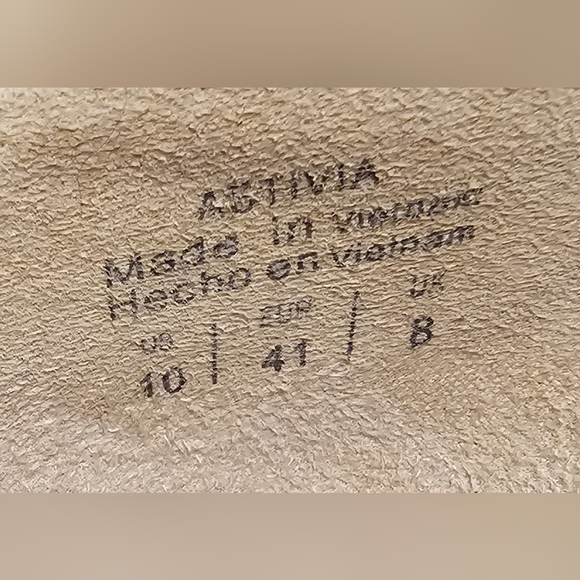 ASTIVIA
Made in Vietnam
Hecho en vietnam
US EUR UK
10 | 41 | 8